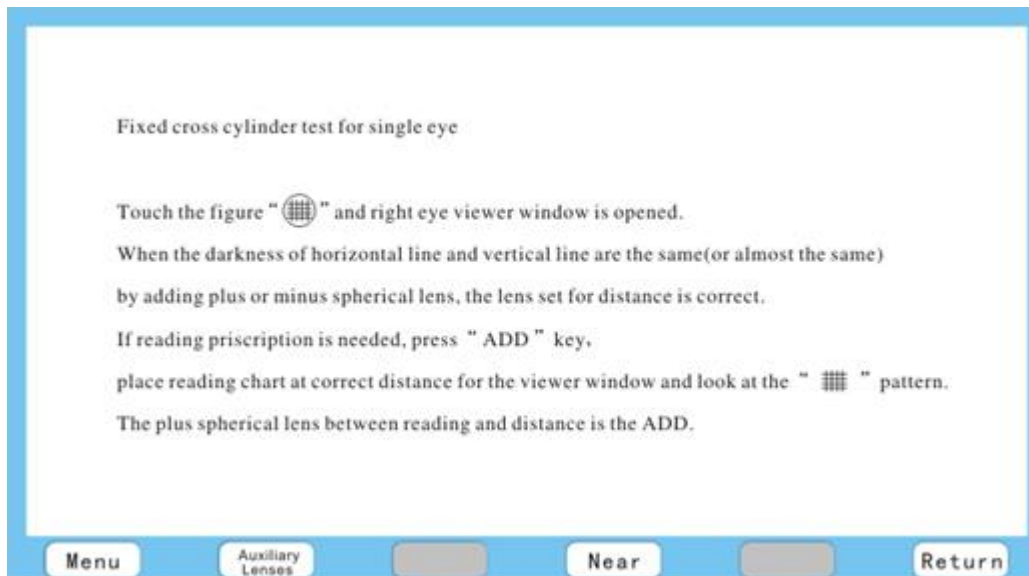 Fixed cross cylinder test for single eye
Touch the figure “ ” and right eye viewer window is opened.
When the darkness of horizontal line and vertical line are the same(or almost the same)
by adding plus or minus spherical lens, the lens set for distance is correct.
If reading priscription is needed, press “ ADD ” key,
place reading chart at correct distance for the viewer window and look at the “ ” pattern.
The plus spherical lens between reading and distance is the ADD.
Menu
Auxiliary
Lenses
Near
Return